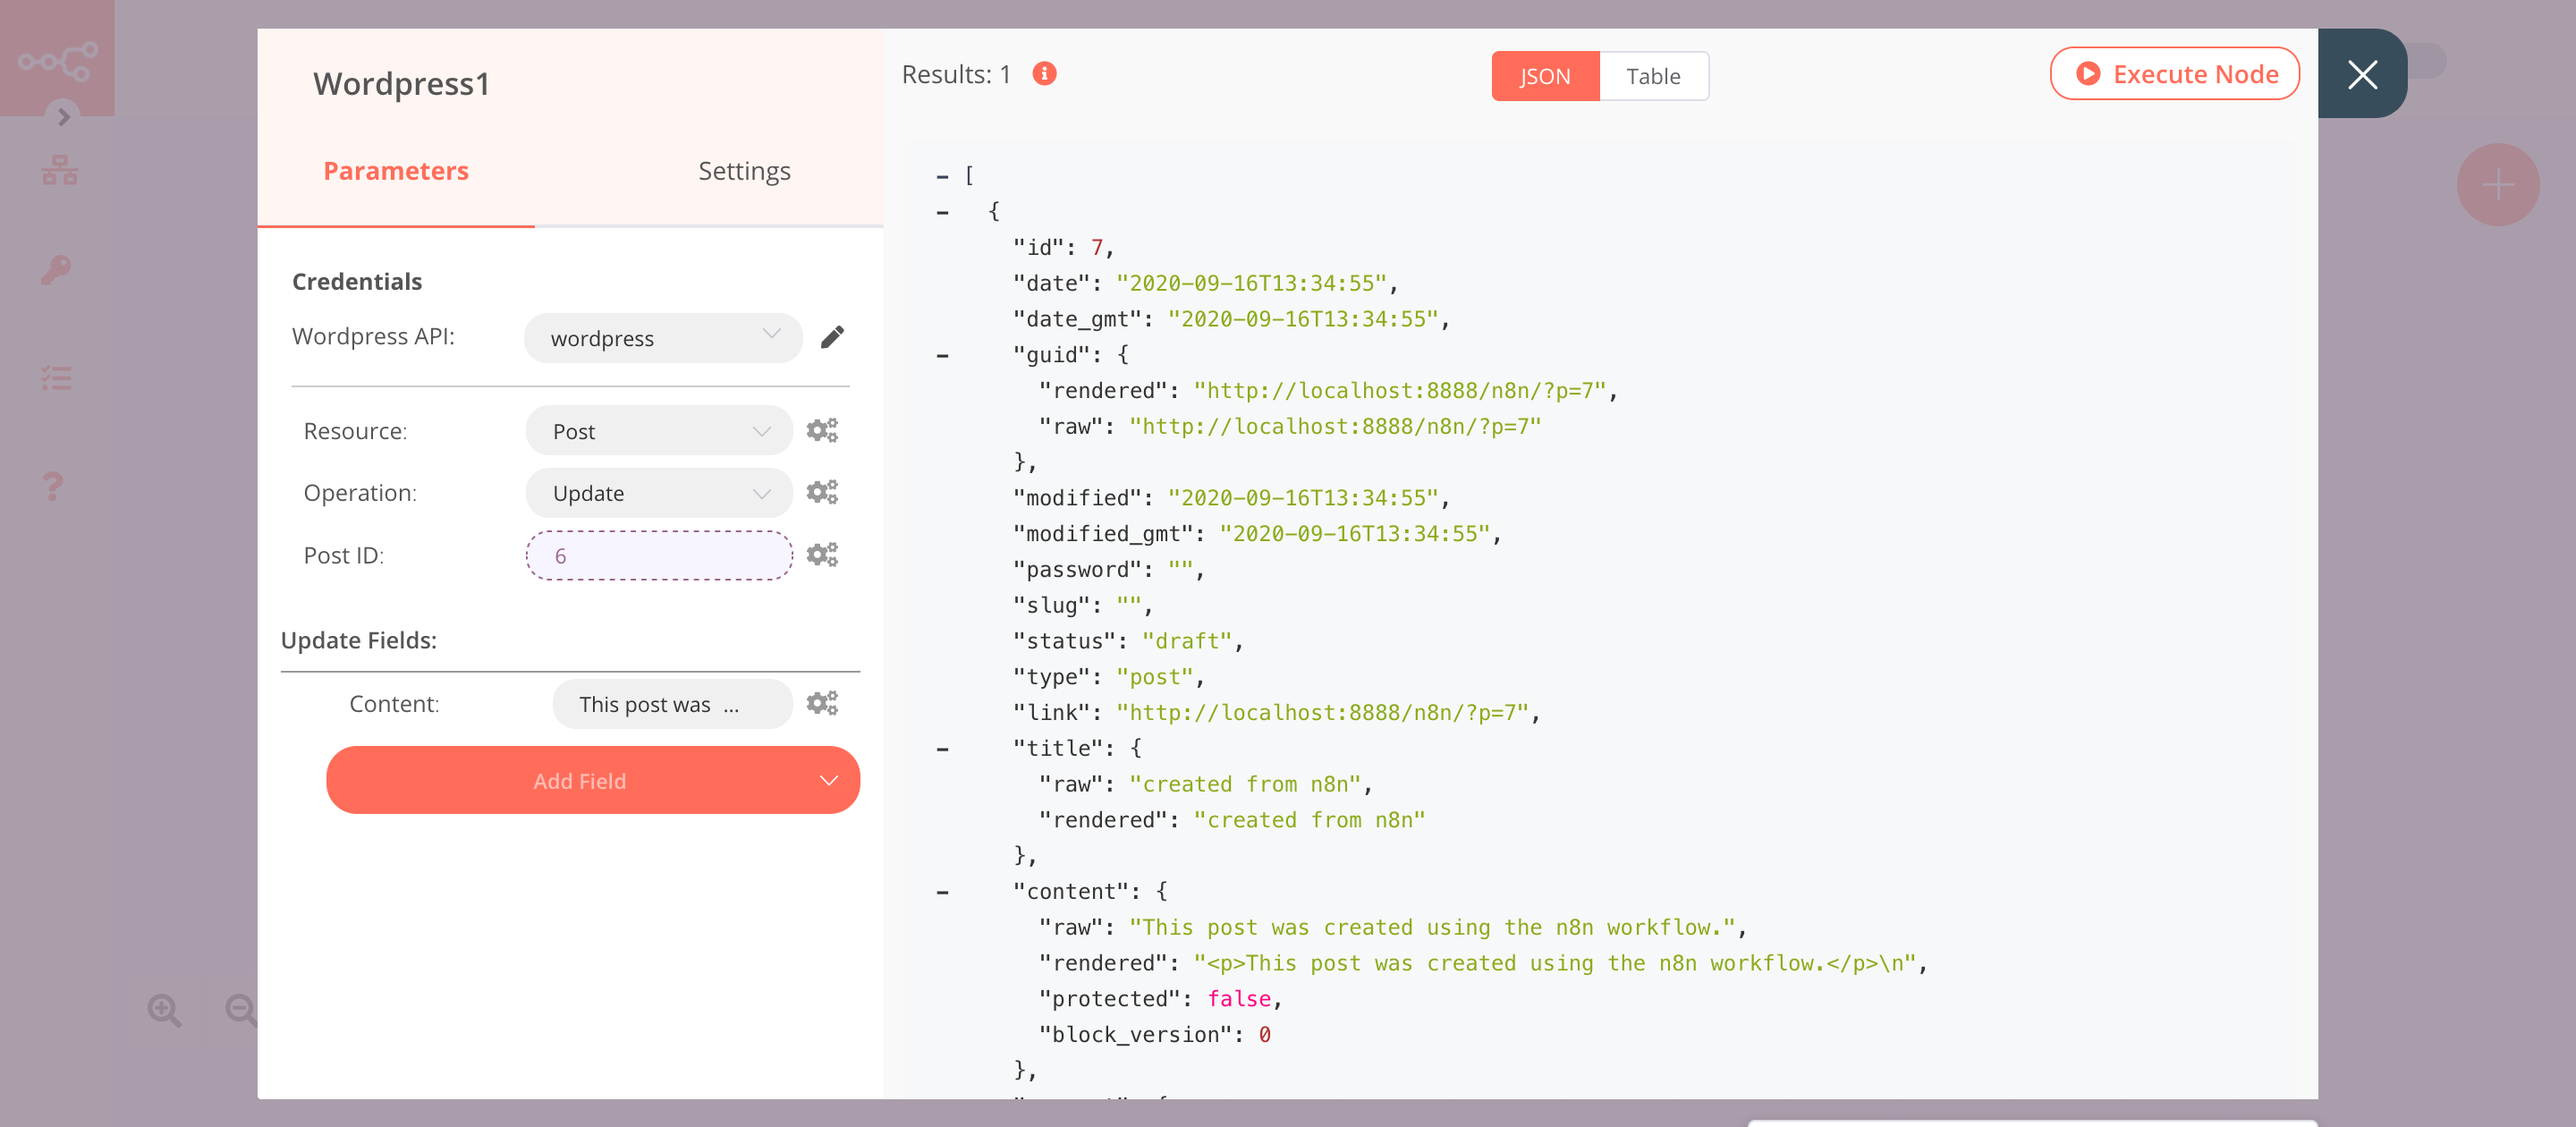 Wordpress1
Parameters
Settings
Credentials
Wordpress API:
wordpress
Resource:
Post
Operation:
Update
Post ID:
6
Update Fields:
Content:
This post was ...
Add Field
Results: 1
JSON
Table
Execute Node
[
{
"id": 7,
"date": "2020-09-16T13:34:55",
"date_gmt": "2020-09-16T13:34:55",
"guid": {
"rendered": "http://localhost:8888/n8n/?p=7",
"raw": "http://localhost:8888/n8n/?p=7"
},
"modified": "2020-09-16T13:34:55",
"modified_gmt": "2020-09-16T13:34:55",
"password": "",
"slug": "",
"status": "draft",
"type": "post",
"link": "http://localhost:8888/n8n/?p=7",
"title": {
"raw": "created from n8n",
"rendered": "created from n8n"
},
"content": {
"raw": "This post was created using the n8n workflow.",
"rendered": "<p>This post was created using the n8n workflow.</p>\n",
"protected": false,
"block_version": 0
},